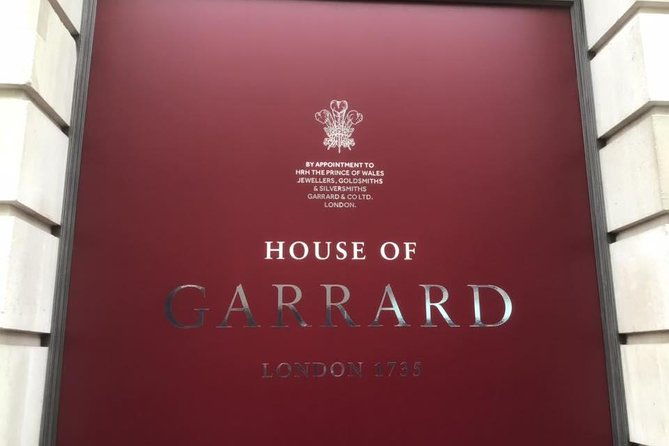 BY APPOINTMENT TO
HRH THE PRINCE OF WALES
JEWELLERS, GOLDSMITHS
& SILVERSMITHS
GARRARD & CO LTD.
LONDON.
HOUSE OF
GARRARD
LONDON 1735